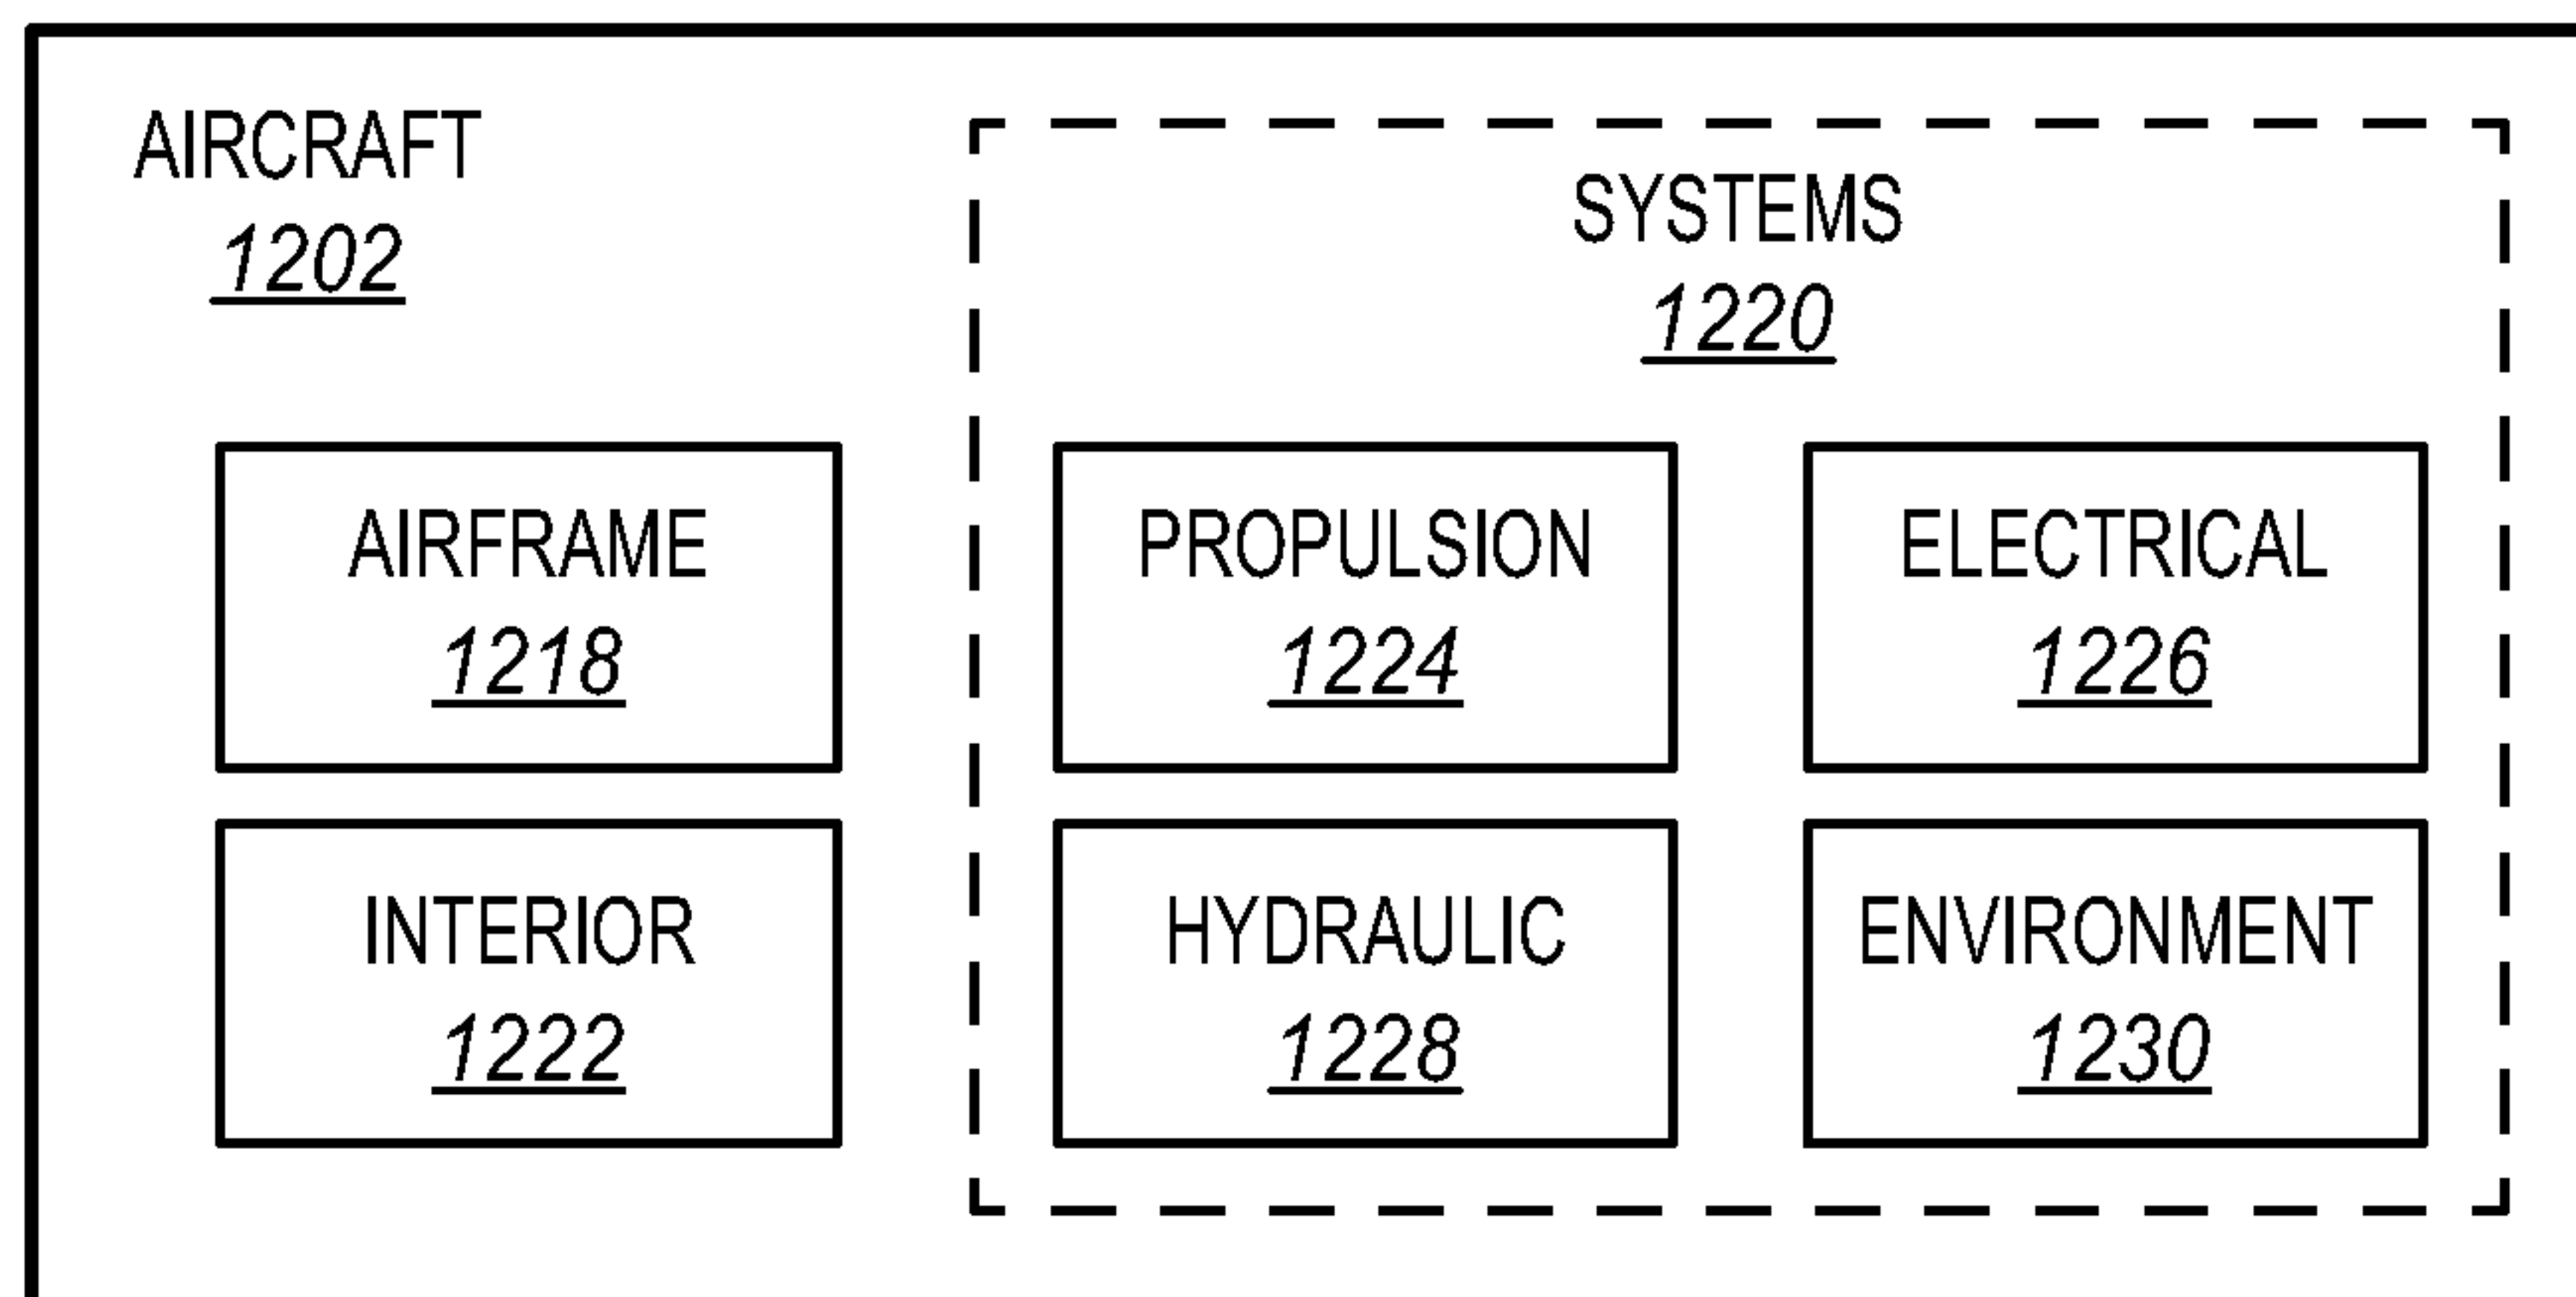 AIRCRAFT
1202
SYSTEMS
1220
AIRFRAME
1218
PROPULSION
1224
ELECTRICAL
1226
INTERIOR
1222
HYDRAULIC
1228
ENVIRONMENT
1230